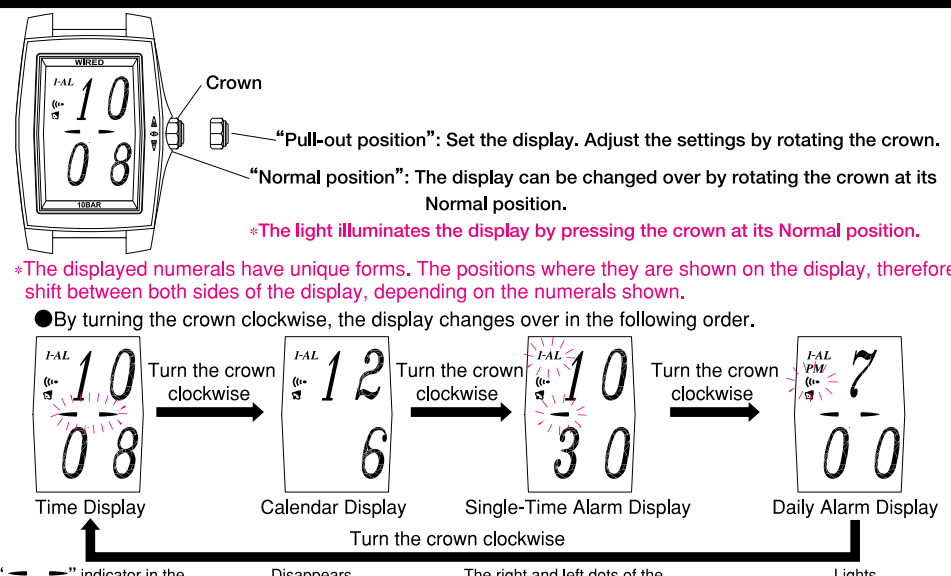 WIRED
1-AL
10
08
10BAR
Crown
“Pull-out position”: Set the display. Adjust the settings by rotating the crown.
“Normal position”: The display can be changed over by rotating the crown at its
Normal position.
*The light illuminates the display by pressing the crown at its Normal position.
*The displayed numerals have unique forms. The positions where they are shown on the display, therefore
shift between both sides of the display, depending on the numerals shown.
●By turning the crown clockwise, the display changes over in the following order.
1-AL
10
08
Turn the crown
clockwise
1-AL
12
6
Turn the crown
clockwise
1-AL
10
30
Turn the crown
clockwise
1-AL
PM
7
00
Time Display
Calendar Display
Single-Time Alarm Display
Daily Alarm Display
Turn the crown clockwise
“ ” indicator in the
Disappears
The right and left dots of the
Lights